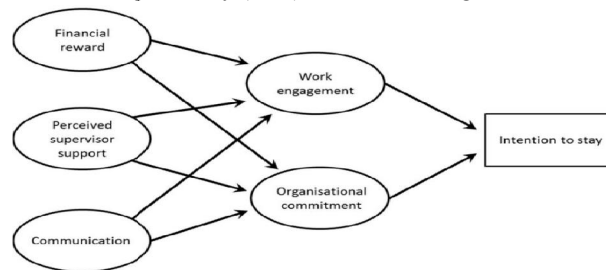 Financial
reward
Work
engagement
Perceived
supervisor
support
Intention to stay
Organisational
commitment
Communication